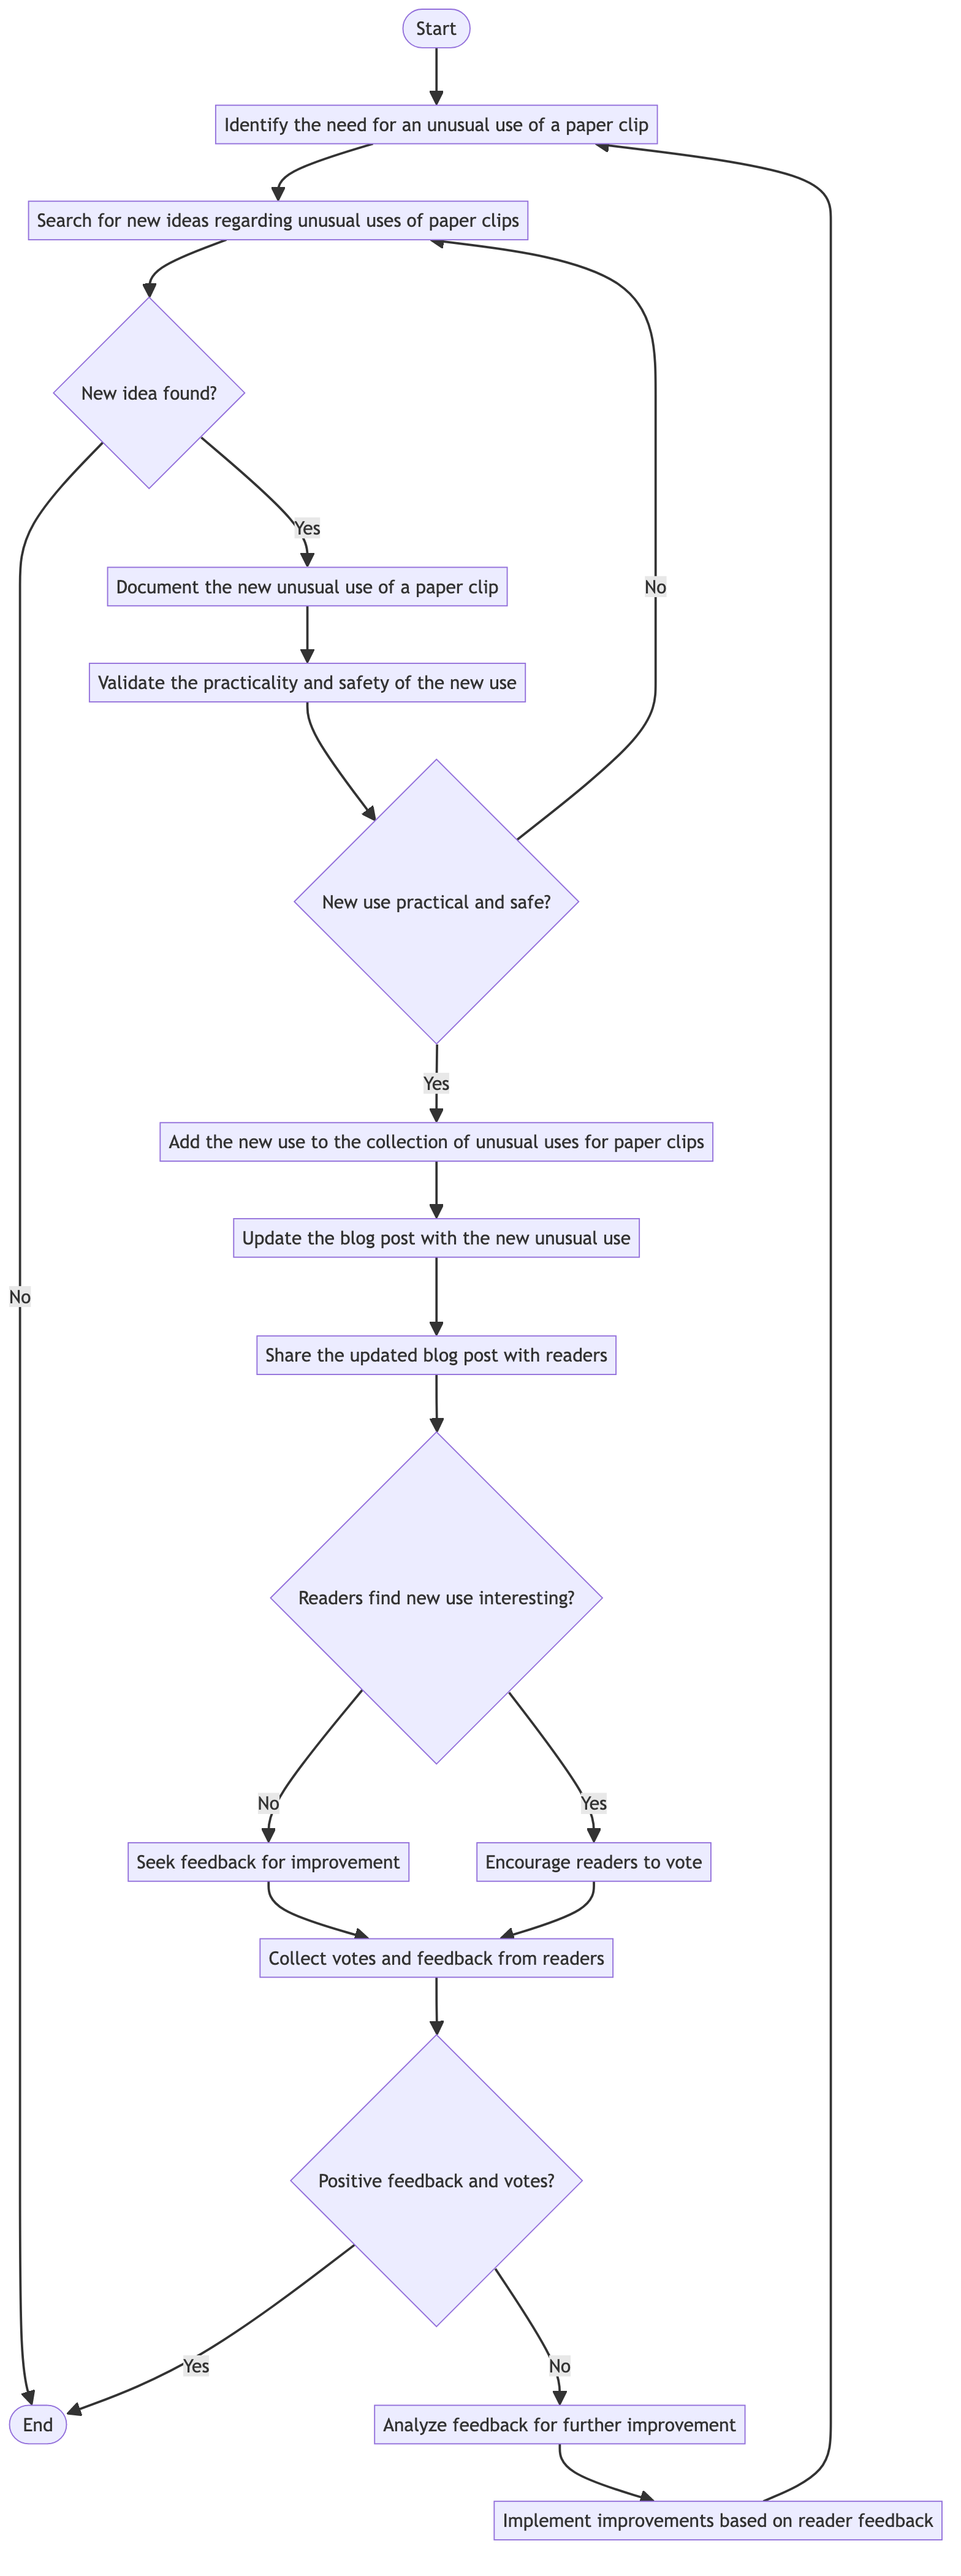 Start
Identify the need for an unusual use of a paper clip
Search for new ideas regarding unusual uses of paper clips
New idea found?
Yes
Document the new unusual use of a paper clip
No
Validate the practicality and safety of the new use
New use practical and safe?
Yes
Add the new use to the collection of unusual uses for paper clips
Update the blog post with the new unusual use
No
Share the updated blog post with readers
Readers find new use interesting?
No
Yes
Seek feedback for improvement
Encourage readers to vote
Collect votes and feedback from readers
Positive feedback and votes?
Yes
No
End
Analyze feedback for further improvement
Implement improvements based on reader feedback